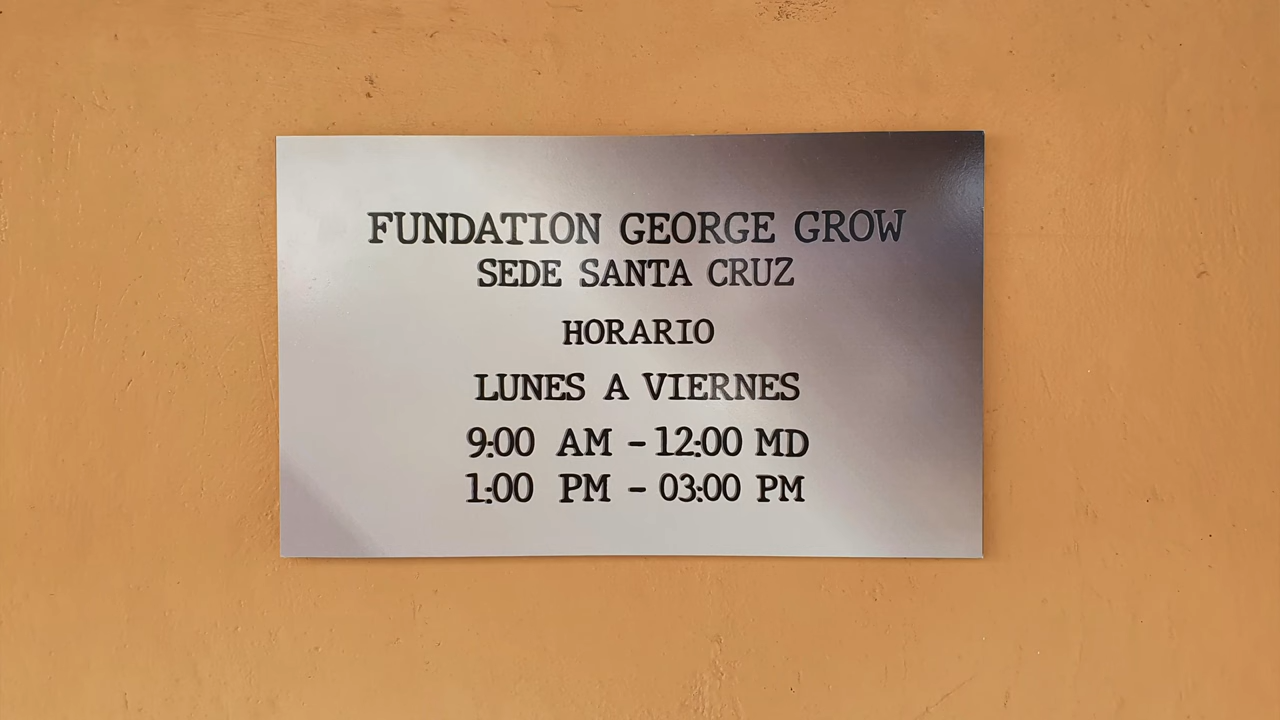 FUNDATION GEORGE GROW
SEDE SANTA CRUZ
HORARIO
LUNES A VIERNES
9:00 AM - 12:00 MD
1:00 PM - 03:00 PM